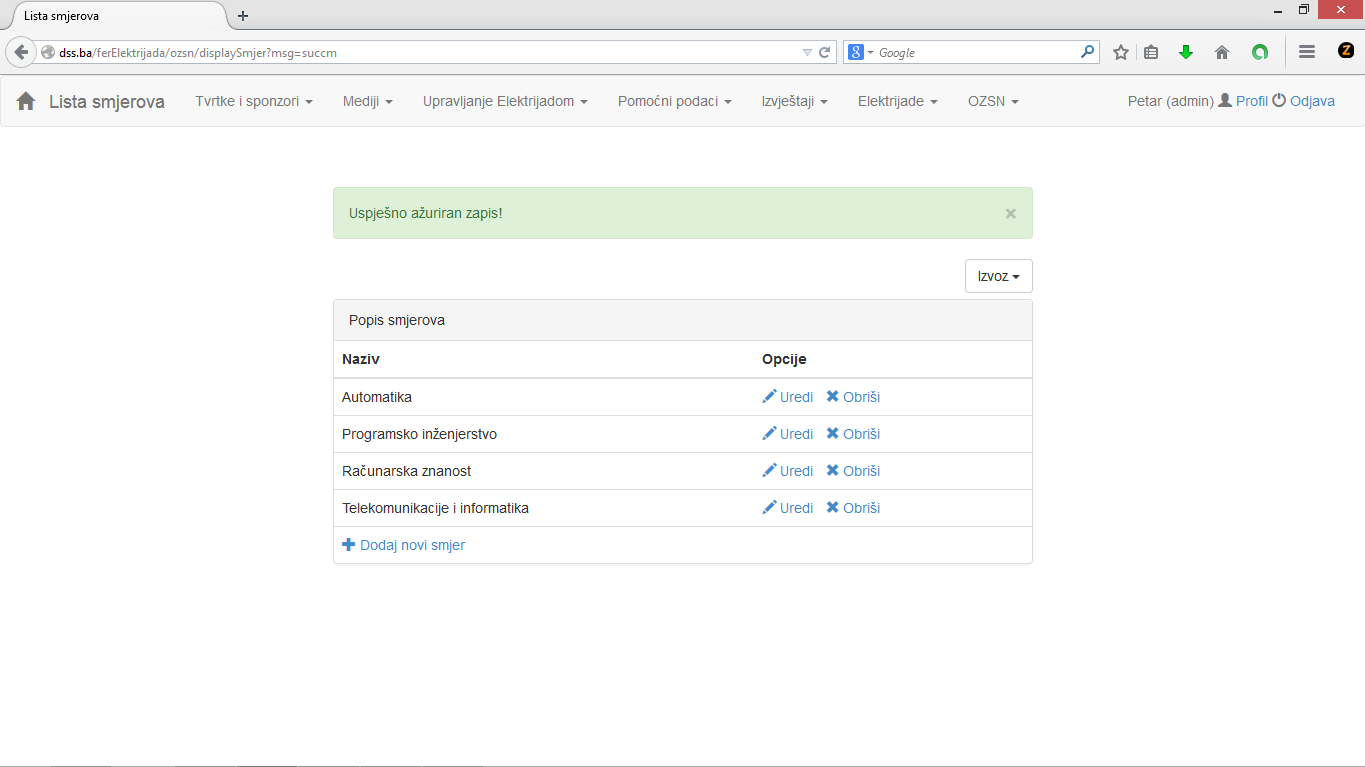 Lista smjerova
dss.ba/ferElektrijada/ozsn/displaySmjer?msg=succm
Google
Lista smjerova Tvrtke i sponzori Mediji Upravljanje Elektrijadom Pomoćni podaci Izvještaji Elektrijade OZSN Petar (admin) Profil Odjava
Uspješno ažuriran zapis! ×
Izvoz
Popis smjerova
Naziv Opcije
Automatika Uredi Obriši
Programsko inženjerstvo Uredi Obriši
Računarska znanost Uredi Obriši
Telekomunikacije i informatika Uredi Obriši
Dodaj novi smjer